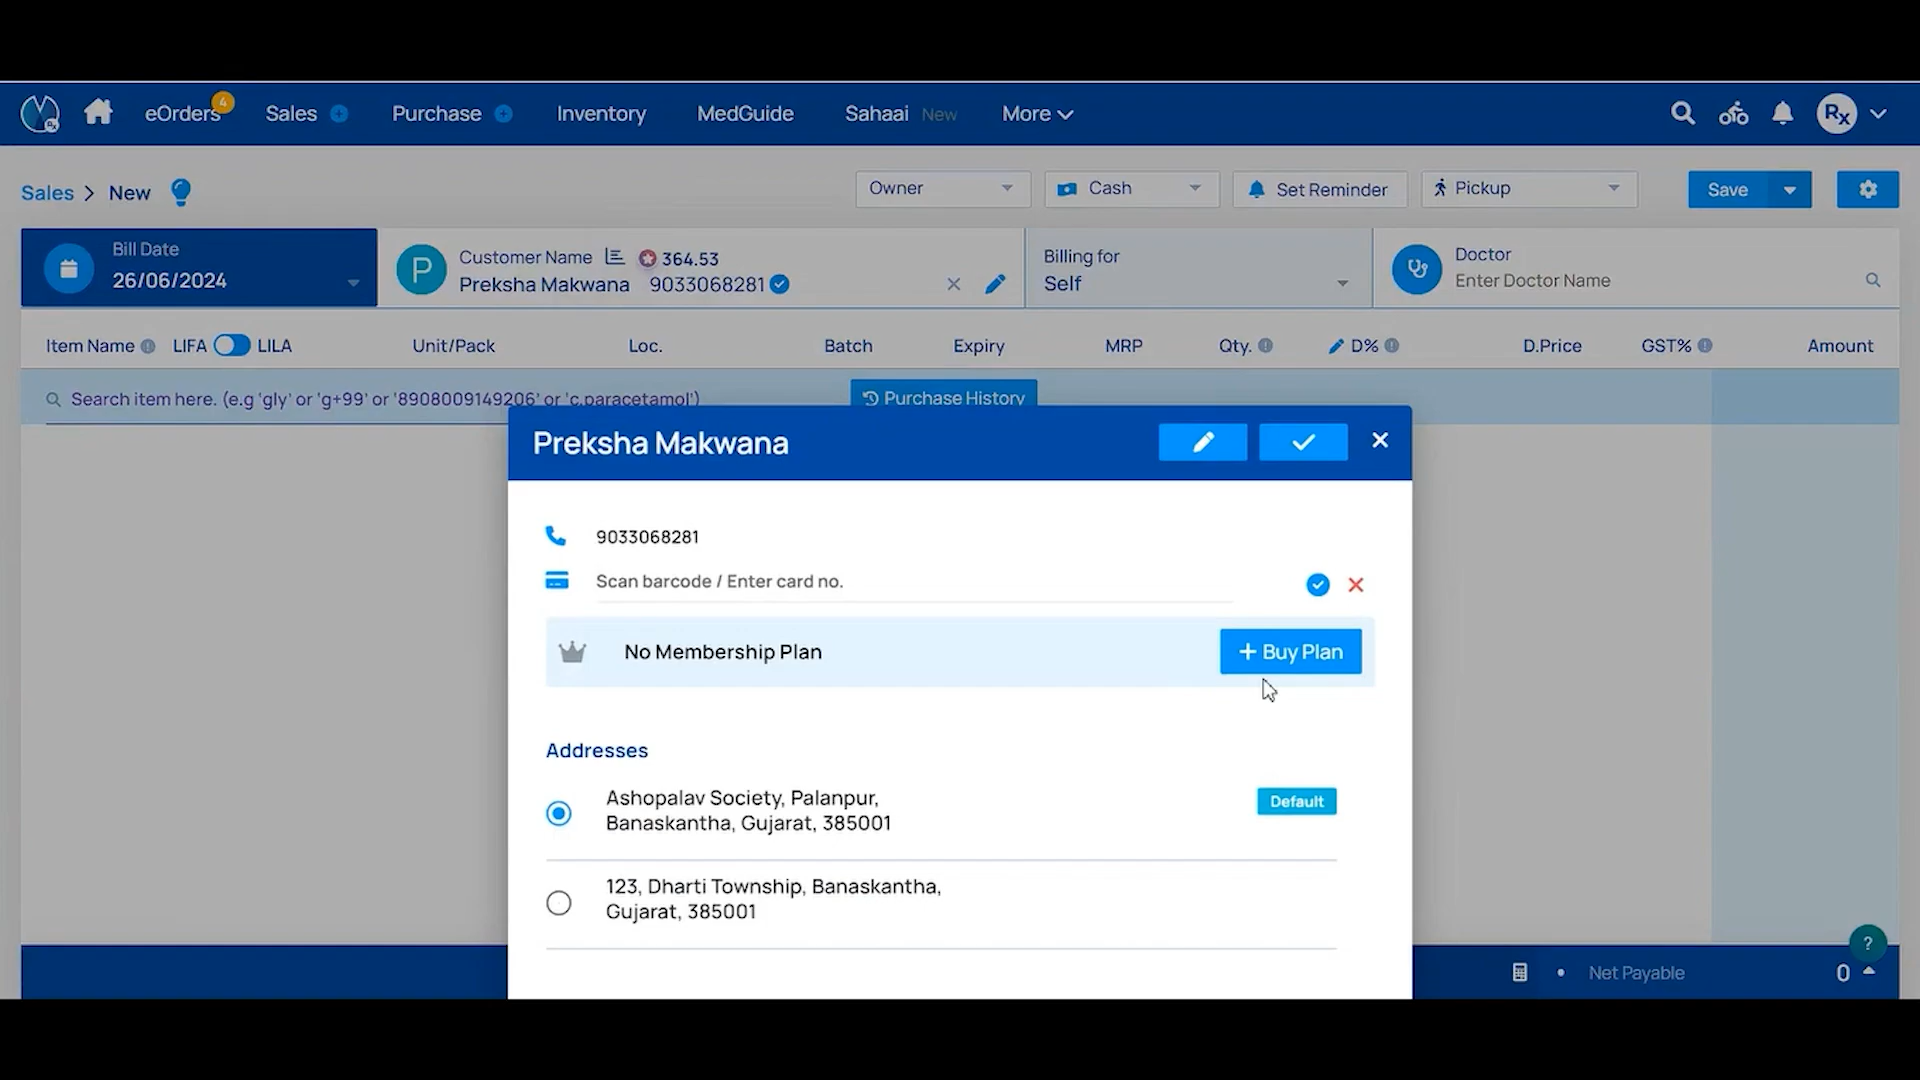 eOrders 4 Sales Purchase Inventory MedGuide Sahaai New More Rx
Sales > New Owner Cash Set Reminder Pickup Save
Bill Date
26/06/2024
P
Customer Name 364.53
Preksha Makwana 9033068281
Billing for
Self
Doctor
Enter Doctor Name
Item Name LIFA LILA Unit/Pack Loc. Batch Expiry MRP Qty. D% D.Price GST% Amount
Search item here. (e.g 'gly' or 'g+99' or '8908009149206' or 'c.paracetamol') Purchase History
Preksha Makwana
9033068281
Scan barcode / Enter card no.
No Membership Plan + Buy Plan
Addresses
Ashopalav Society, Palanpur,
Banaskantha, Gujarat, 385001
Default
123, Dharti Township, Banaskantha,
Gujarat, 385001
?
Net Payable 0